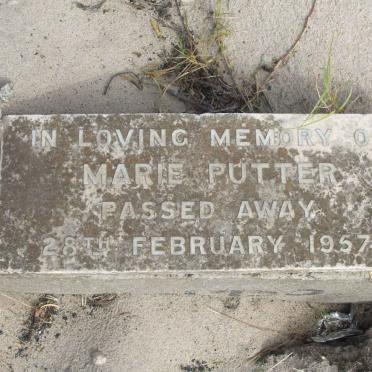 IN LOVING MEMORY O
MARIE PUTTER
PASSED AWAY
28TH FEBRUARY 1957